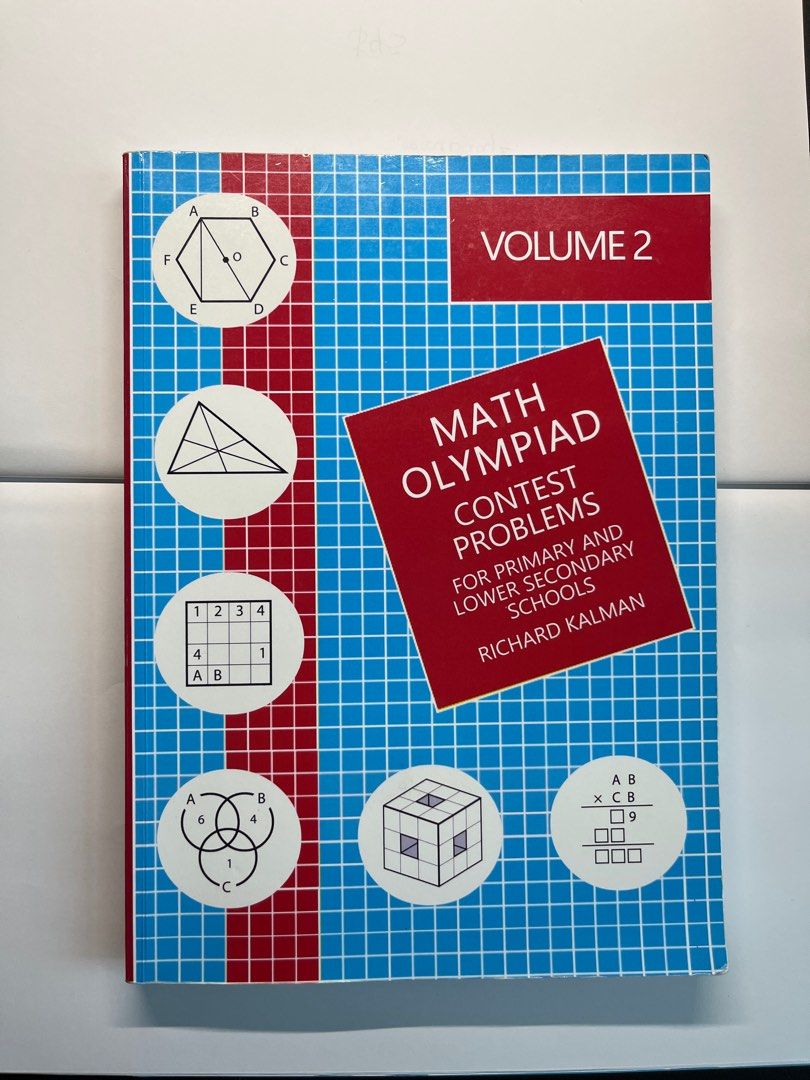 VOLUME 2
MATH
OLYMPIAD
CONTEST
PROBLEMS
FOR PRIMARY AND
LOWER SECONDARY
SCHOOLS
RICHARD KALMAN
A B
F O C
E D
1 2 3 4
4 1
A B
A B
6 4
1
C
A B
× C B
□ 9
□ □
□ □ □